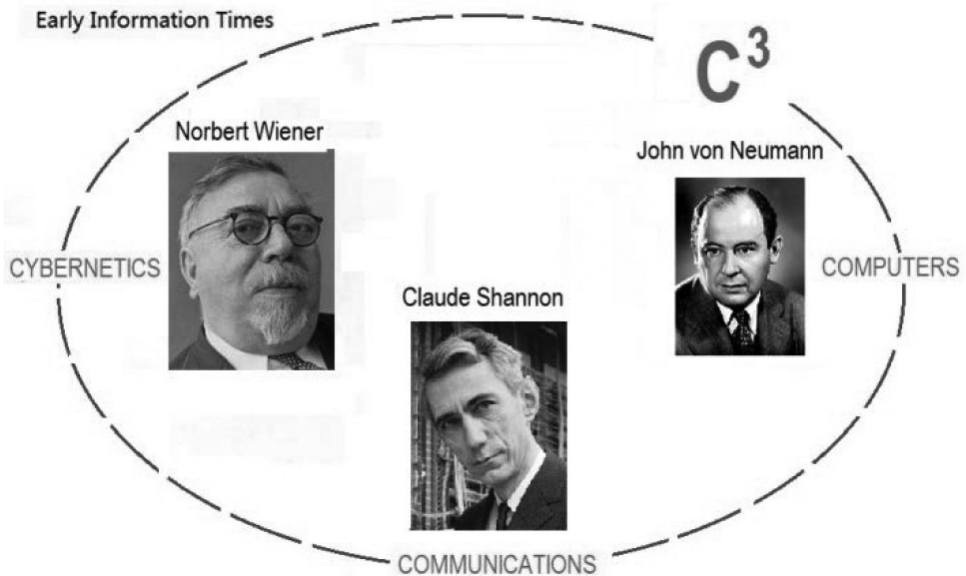 Early Information Times
C³
Norbert Wiener
John von Neumann
CYBERNETICS
COMPUTERS
Claude Shannon
COMMUNICATIONS